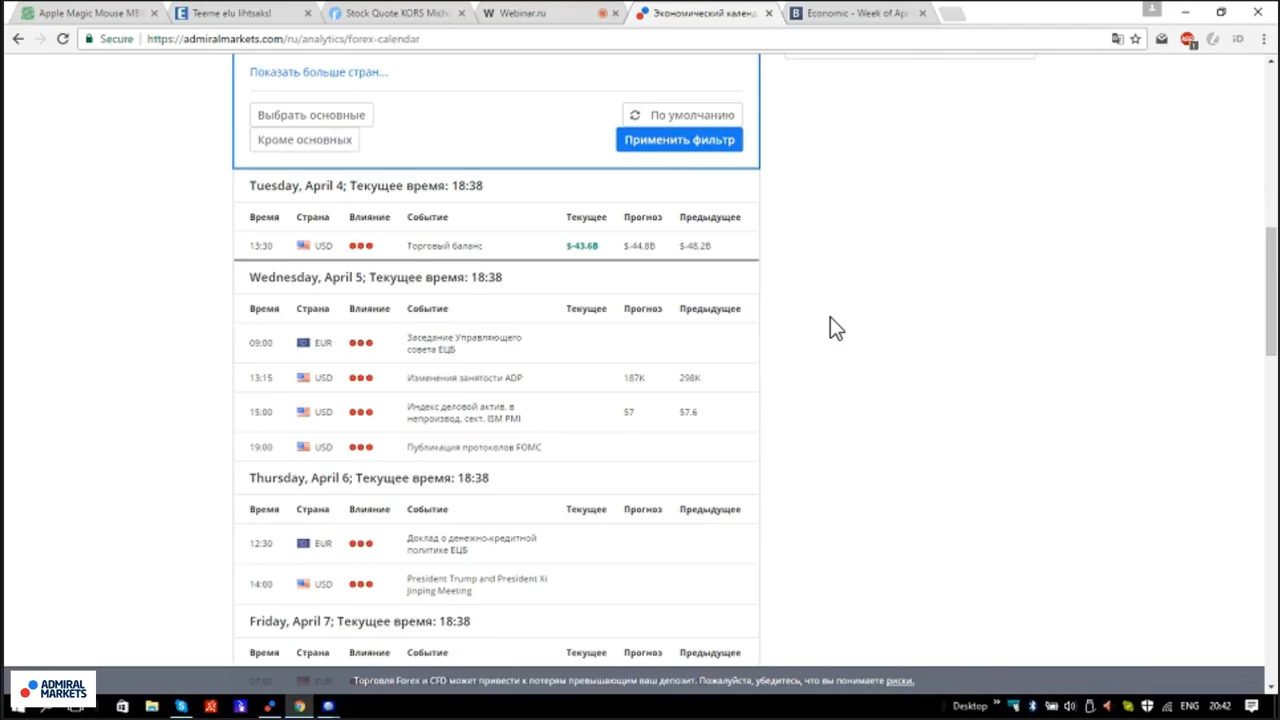 Apple Magic Mouse MB
Teeme elu lihtsaks!
Stock Quote KORS Mich
Webinar.ru
Экономический календ
Economic - Week of Apri
Secure
https://admiralmarkets.com/ru/analytics/forex-calendar
Показать больше стран...
Выбрать основные
По умолчанию
Кроме основных
Применить фильтр
Tuesday, April 4; Текущее время: 18:38
Время Страна Влияние Событие Текущее Прогноз Предыдущее
13:30 USD Торговый баланс $-43.6B $-44.8B $-48.2B
Wednesday, April 5; Текущее время: 18:38
Время Страна Влияние Событие Текущее Прогноз Предыдущее
09:00 EUR Заседание Управляющего
совета ЕЦБ
13:15 USD Изменения занятости ADP 187K 298K
15:00 USD Индекс деловой актив. в
непроизвод. сект. ISM PMI 57 57.6
19:00 USD Публикация протоколов FOMC
Thursday, April 6; Текущее время: 18:38
Время Страна Влияние Событие Текущее Прогноз Предыдущее
12:30 EUR Доклад о денежно-кредитной
политике ЕЦБ
14:00 USD President Trump and President Xi
Jinping Meeting
Friday, April 7; Текущее время: 18:38
Время Страна Влияние Событие Текущее Прогноз Предыдущее
Торговля Forex и CFD может привести к потерям превышающим ваш депозит. Пожалуйста, убедитесь, что вы понимаете риски.
ADMIRAL
MARKETS
Desktop
ENG
20:42